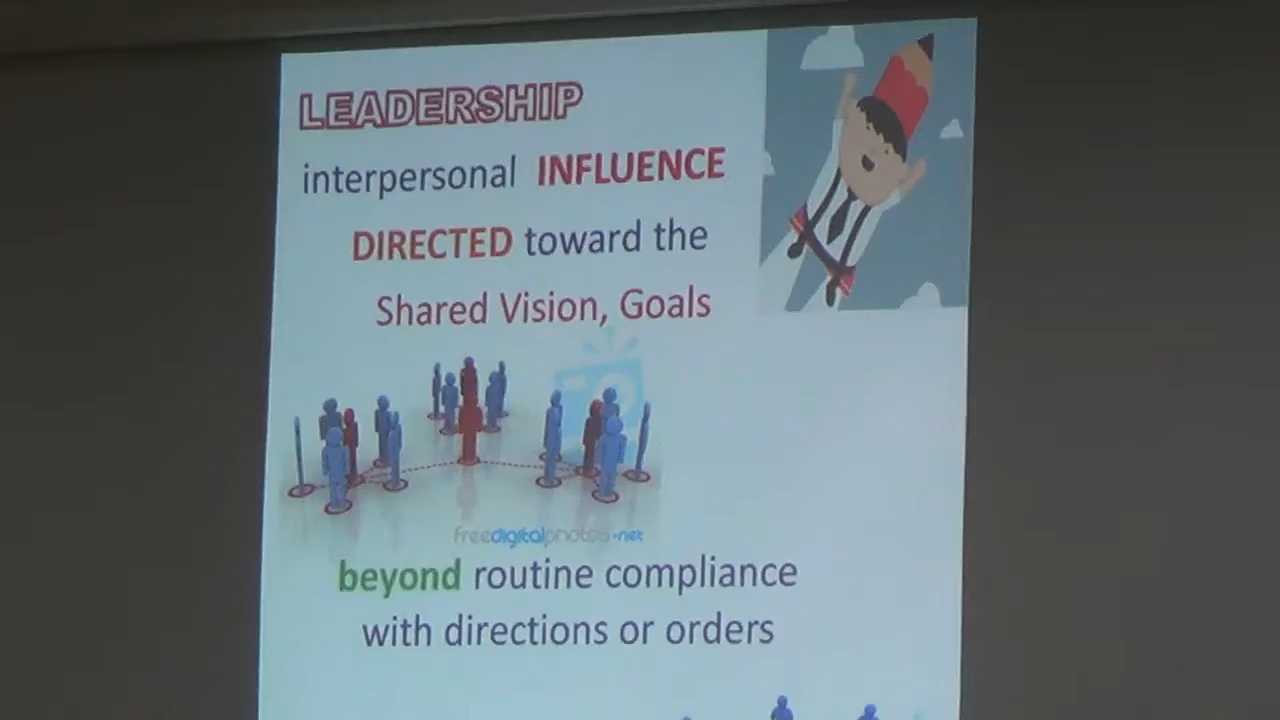 LEADERSHIP
interpersonal INFLUENCE
DIRECTED toward the
Shared Vision, Goals
freedigitalphotos.net
beyond routine compliance
with directions or orders